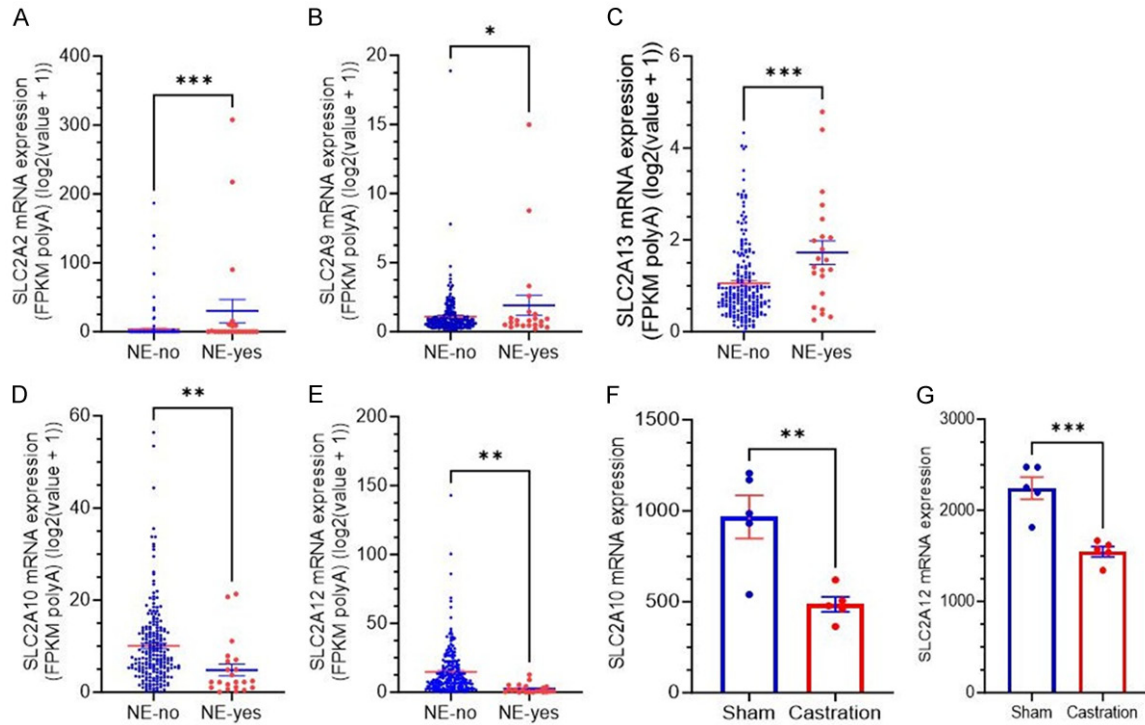 A
SLC2A2 mRNA expression
(FPKM polyA) (log2(value + 1))
400
300
200
100
50
40
30
20
10
0
***
NE-no NE-yes
B
SLC2A9 mRNA expression
(FPKM polyA) (log2(value + 1))
20
15
10
5
0
*
NE-no NE-yes
C
SLC2A13 mRNA expression
(FPKM polyA) (log2(value + 1))
6
4
2
0
***
NE-no NE-yes
D
SLC2A10 mRNA expression
(FPKM polyA) (log2(value + 1))
60
40
20
0
**
NE-no NE-yes
E
SLC2A12 mRNA expression
(FPKM polyA) (log2(value + 1))
200
150
100
50
0
**
NE-no NE-yes
F
SLC2A10 mRNA expression
1500
1000
500
0
**
Sham Castration
G
SLC2A12 mRNA expression
3000
2000
1000
0
***
Sham Castration